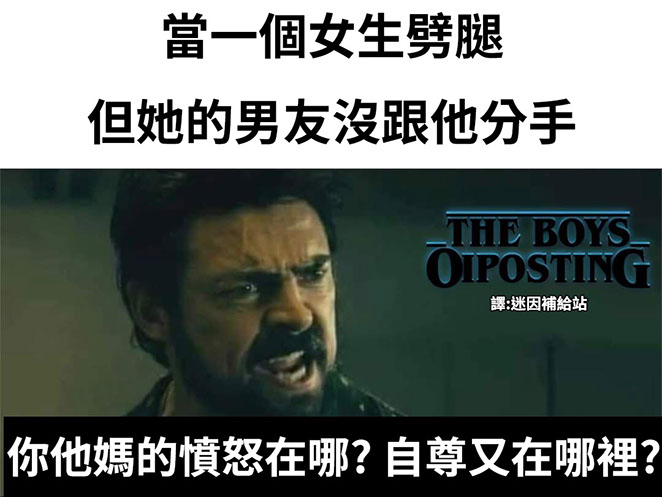 當一個女生劈腿
但她的男友沒跟他分手
THE BOYS
OIPOSTING
譯:迷因補給站
你他媽的憤怒在哪? 自尊又在哪裡?